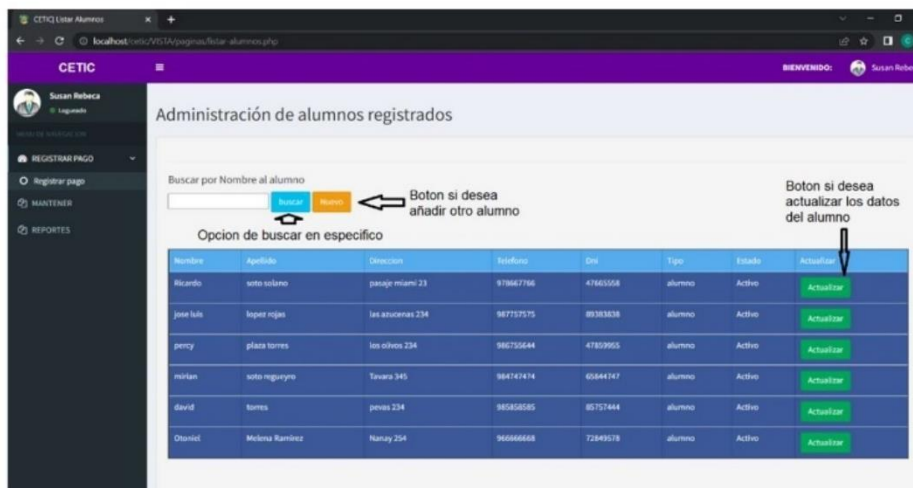 CETIC| Listar Alumnos
localhost/cetic/VISTA/paginas/listar-alumnos.php
CETIC
BIENVENIDO:
Susan Rebe
Susan Rebeca
Logueado
MENU DE NAVEGACION
REGISTRAR PAGO
Registrar pago
MANTENER
REPORTES
Administración de alumnos registrados
Buscar por Nombre al alumno
Buscar
Nuevo
Boton si desea
añadir otro alumno
Opcion de buscar en especifico
Boton si desea
actualizar los datos
del alumno
Nombre Apellido Direccion Telefono Dni Tipo Estado Actualizar
Ricardo soto solano pasaje miami 23 978667766 47665558 alumno Activo Actualizar
jose luis lopez rojas las azucenas 234 987757575 89383838 alumno Activo Actualizar
percy plaza torres los olivos 234 986755644 47859955 alumno Activo Actualizar
mirian soto regueyro Tavara 345 984747474 65844747 alumno Activo Actualizar
david torres pevas 234 985858585 85757444 alumno Activo Actualizar
Otoniel Melena Ramirez Nanay 254 966666668 72849578 alumno Activo Actualizar